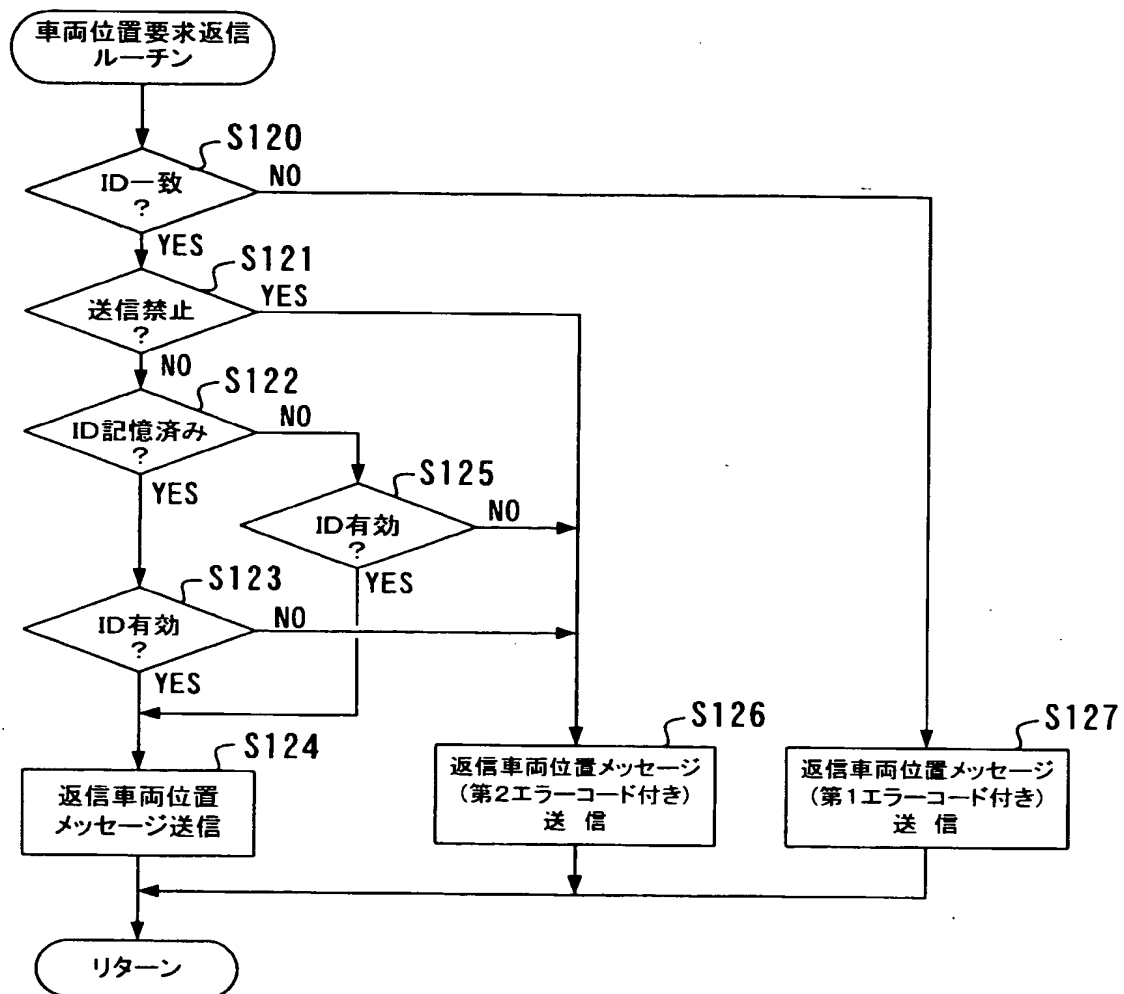 車両位置要求返信
ルーチン
S120
ID一致
?
NO
YES
S121
送信禁止
?
YES
NO
S122
ID記憶済み
?
NO
YES
S125
ID有効
?
NO
YES
S123
ID有効
?
NO
YES
S124
返信車両位置
メッセージ送信
S126
返信車両位置メッセージ
(第2エラーコード付き)
送 信
S127
返信車両位置メッセージ
(第1エラーコード付き)
送 信
リターン